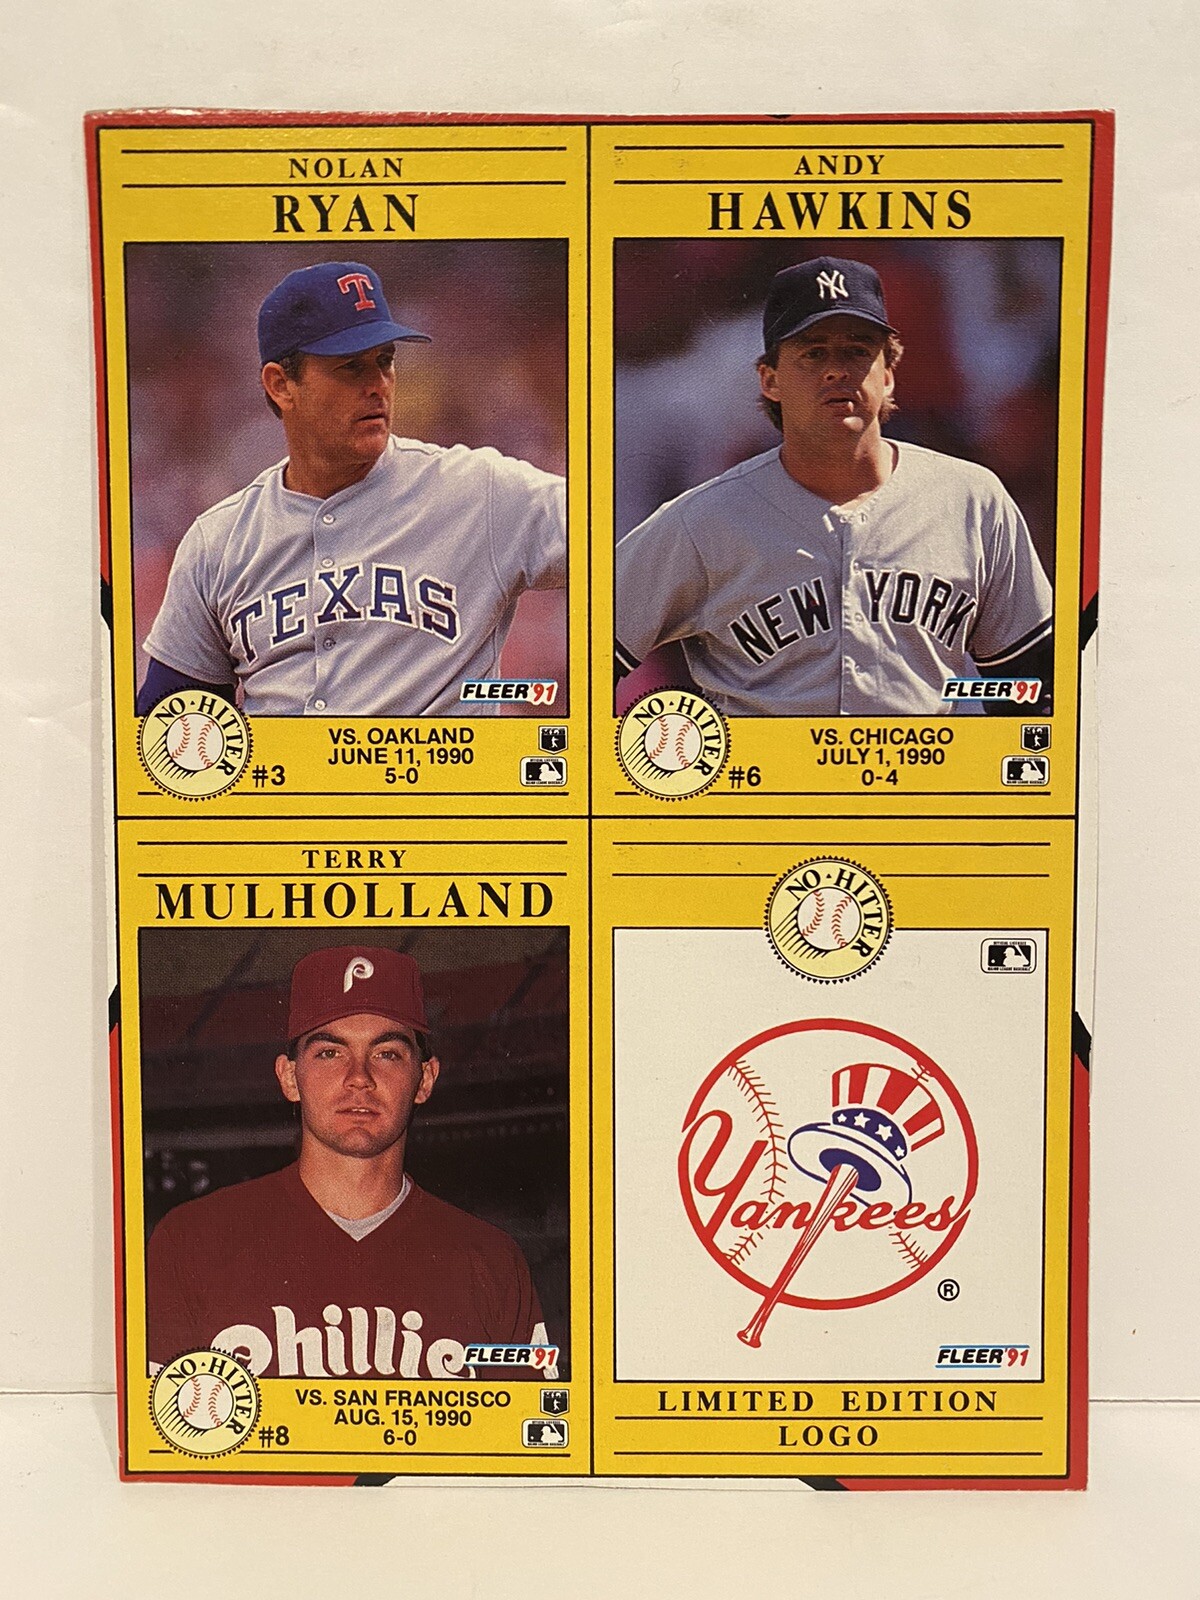 NOLAN
RYAN
T
TEXAS
FLEER '91
NO·HITTER
#3
VS. OAKLAND
JUNE 11, 1990
5-0
ANDY
HAWKINS
NY
NEW YORK
FLEER '91
NO·HITTER
#6
VS. CHICAGO
JULY 1, 1990
0-4
TERRY
MULHOLLAND
P
Phillie
FLEER '91
NO·HITTER
#8
VS. SAN FRANCISCO
AUG. 15, 1990
6-0
NO·HITTER
Yankees
®
FLEER '91
LIMITED EDITION
LOGO